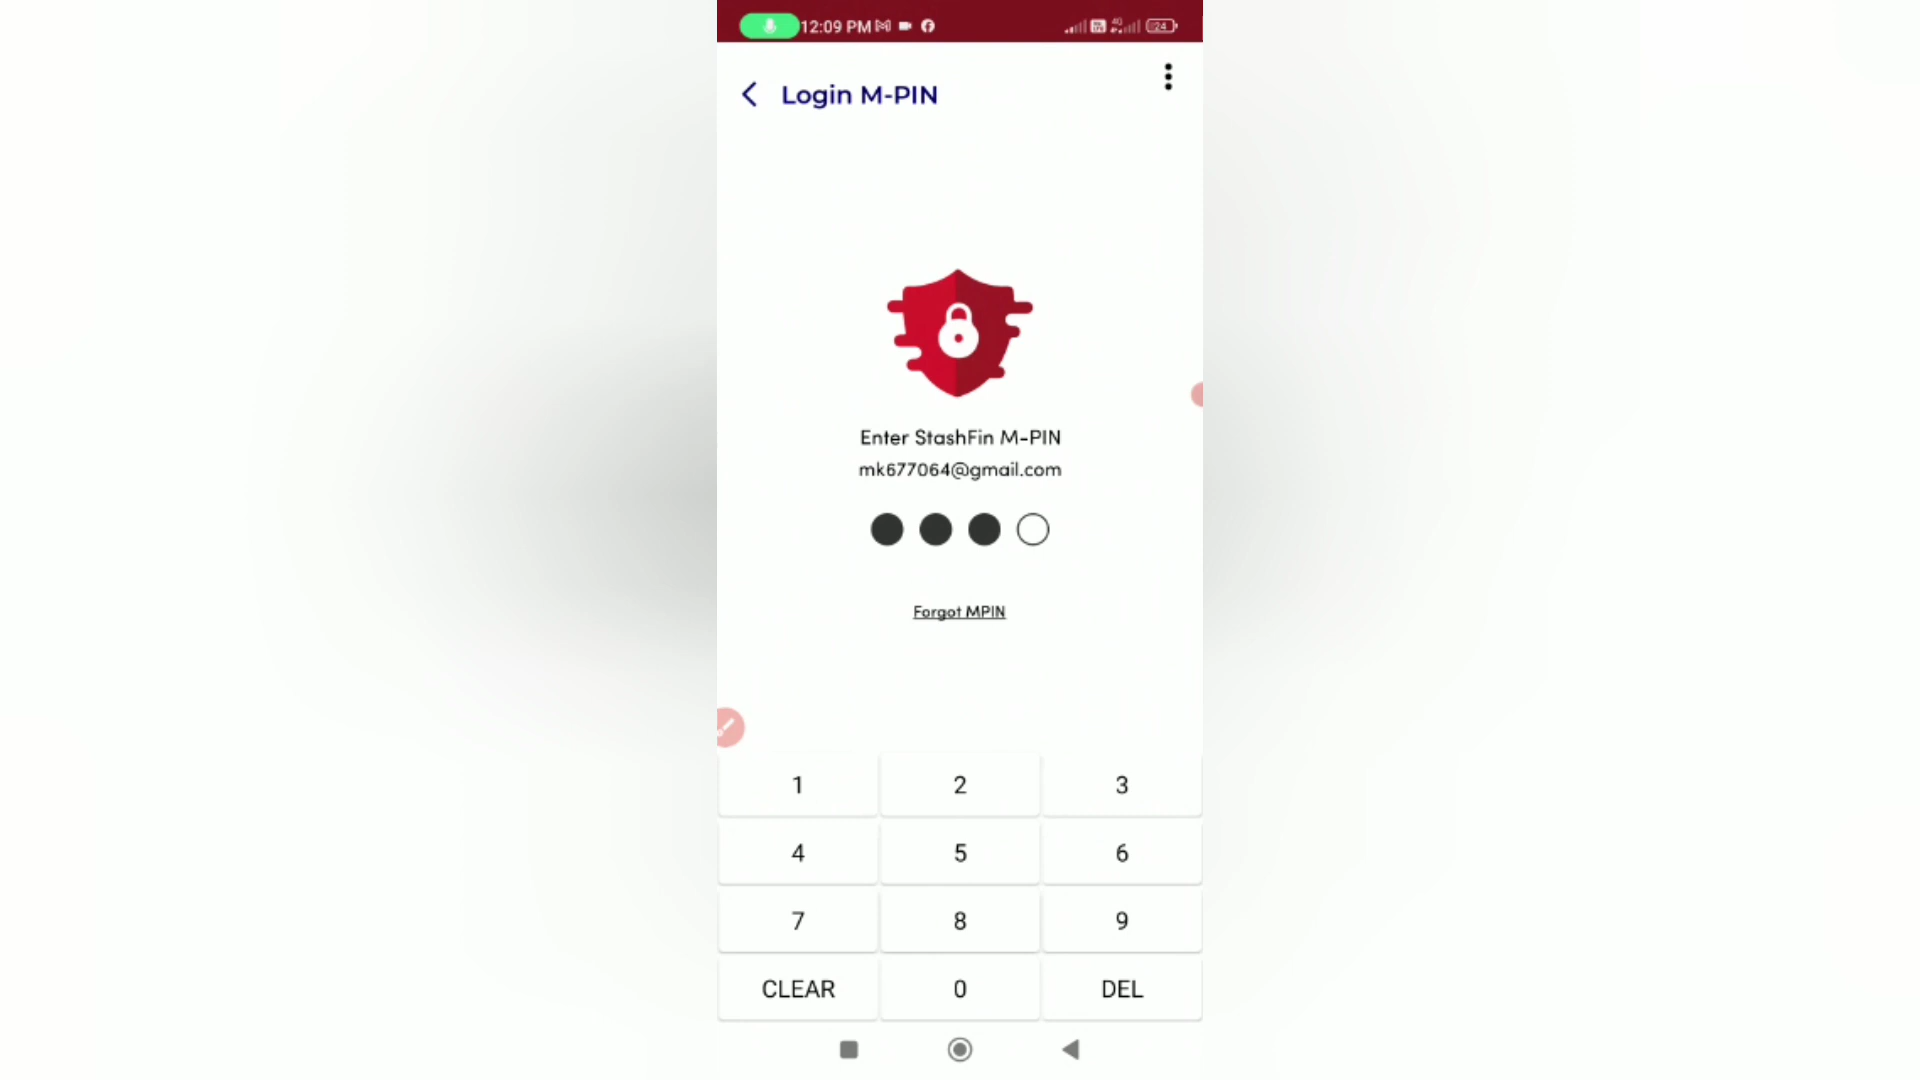 12:09 PM
24
Login M-PIN
Enter StashFin M-PIN
mk677064@gmail.com
Forgot MPIN
1 2 3
4 5 6
7 8 9
CLEAR 0 DEL